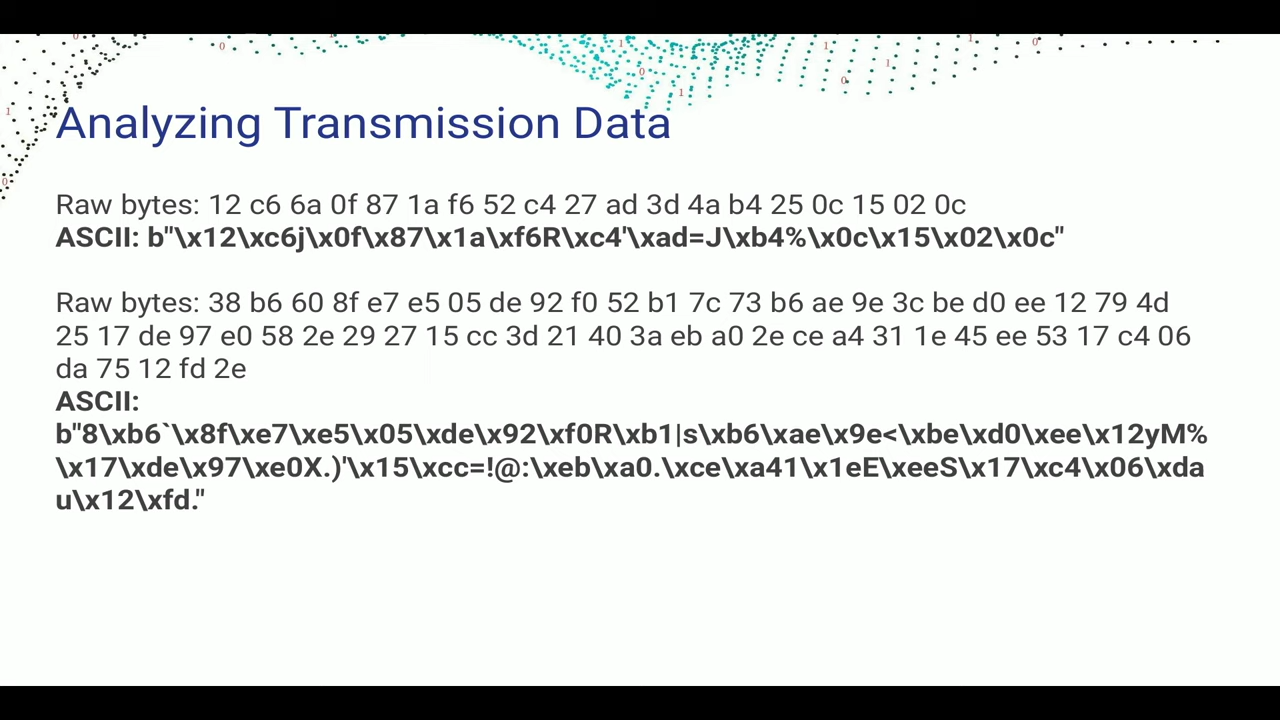 Analyzing Transmission Data
Raw bytes: 12 c6 6a 0f 87 1a f6 52 c4 27 ad 3d 4a b4 25 0c 15 02 0c
ASCII: b"\x12\xc6j\x0f\x87\x1a\xf6R\xc4'\xad=J\xb4%\x0c\x15\x02\x0c"
Raw bytes: 38 b6 60 8f e7 e5 05 de 92 f0 52 b1 7c 73 b6 ae 9e 3c be d0 ee 12 79 4d
25 17 de 97 e0 58 2e 29 27 15 cc 3d 21 40 3a eb a0 2e ce a4 31 1e 45 ee 53 17 c4 06
da 75 12 fd 2e
ASCII:
b"8\xb6`\x8f\xe7\xe5\x05\xde\x92\xf0R\xb1|s\xb6\xae\x9e<\xbe\xd0\xee\x12yM%
\x17\xde\x97\xe0X.)'\x15\xcc=!@:\xeb\xa0.\xce\xa41\x1eE\xeeS\x17\xc4\x06\xda
u\x12\xfd."